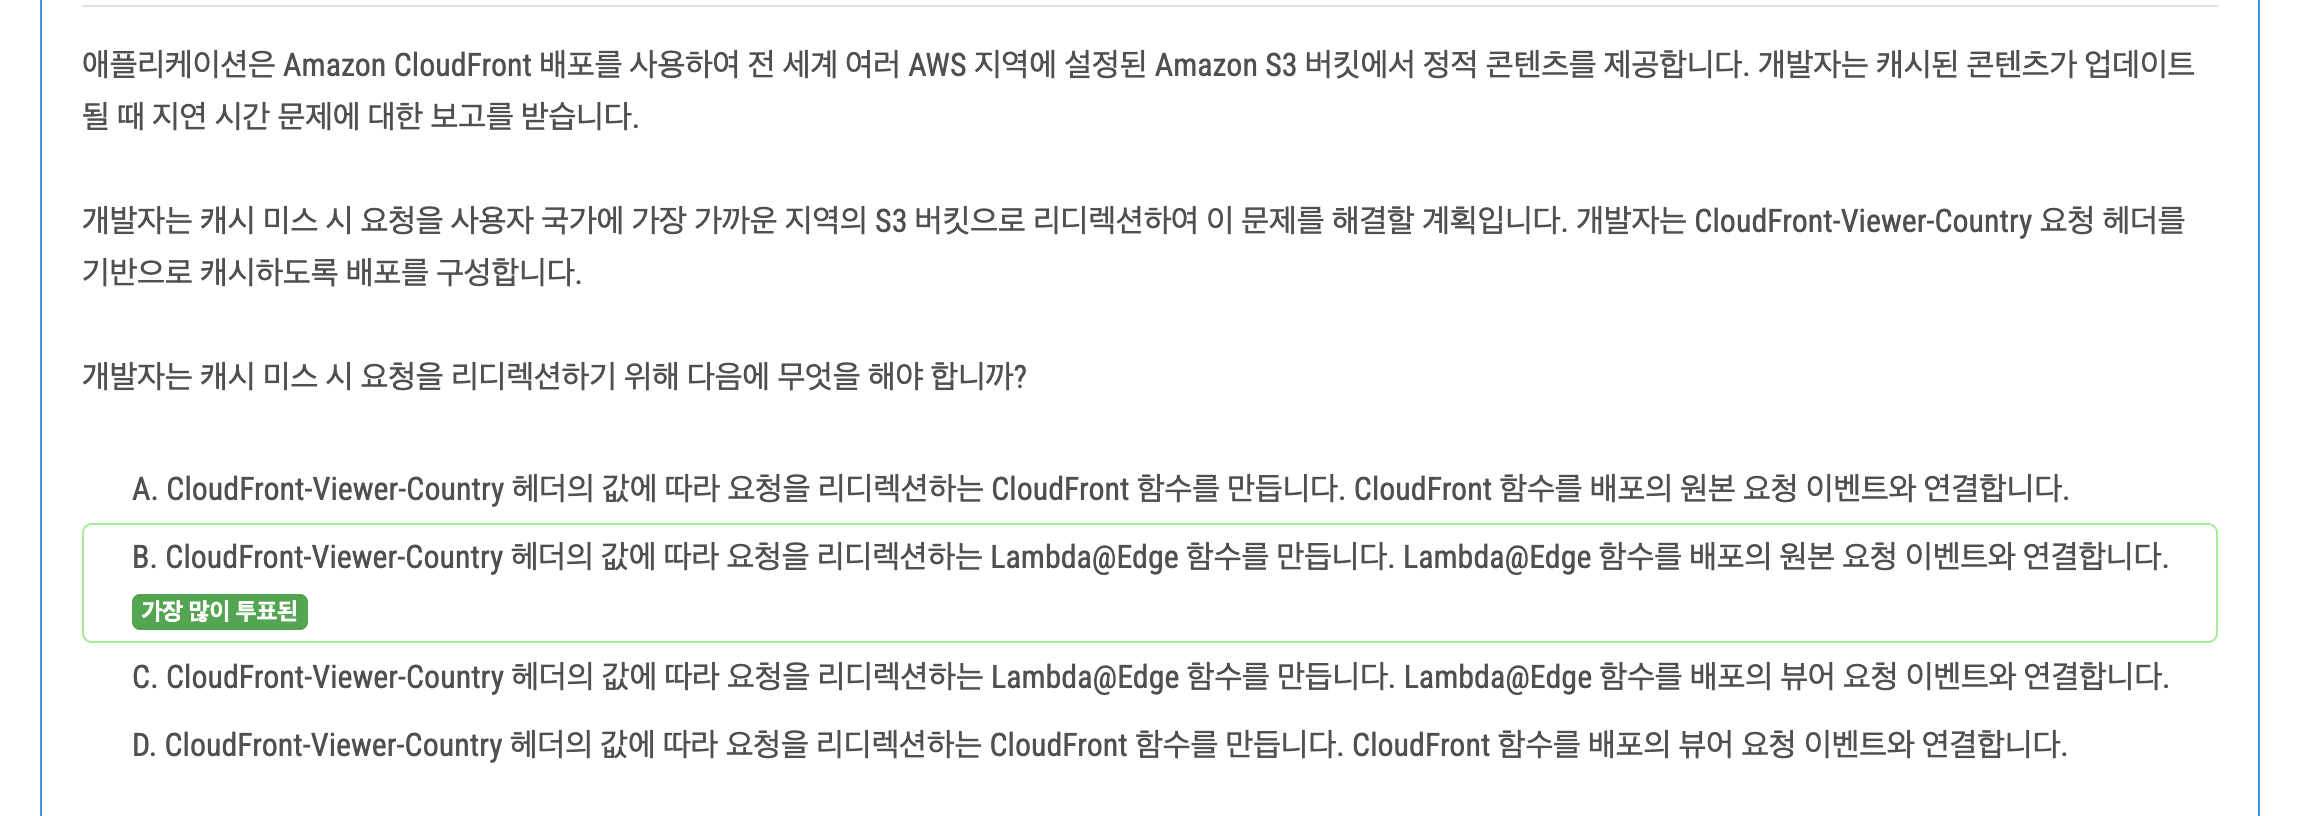 애플리케이션은 Amazon CloudFront 배포를 사용하여 전 세계 여러 AWS 지역에 설정된 Amazon S3 버킷에서 정적 콘텐츠를 제공합니다. 개발자는 캐시된 콘텐츠가 업데이트
될 때 지연 시간 문제에 대한 보고를 받습니다.
개발자는 캐시 미스 시 요청을 사용자 국가에 가장 가까운 지역의 S3 버킷으로 리디렉션하여 이 문제를 해결할 계획입니다. 개발자는 CloudFront-Viewer-Country 요청 헤더를
기반으로 캐시하도록 배포를 구성합니다.
개발자는 캐시 미스 시 요청을 리디렉션하기 위해 다음에 무엇을 해야 합니까?
A. CloudFront-Viewer-Country 헤더의 값에 따라 요청을 리디렉션하는 CloudFront 함수를 만듭니다. CloudFront 함수를 배포의 원본 요청 이벤트와 연결합니다.
B. CloudFront-Viewer-Country 헤더의 값에 따라 요청을 리디렉션하는 Lambda@Edge 함수를 만듭니다. Lambda@Edge 함수를 배포의 원본 요청 이벤트와 연결합니다.
가장 많이 투표된
C. CloudFront-Viewer-Country 헤더의 값에 따라 요청을 리디렉션하는 Lambda@Edge 함수를 만듭니다. Lambda@Edge 함수를 배포의 뷰어 요청 이벤트와 연결합니다.
D. CloudFront-Viewer-Country 헤더의 값에 따라 요청을 리디렉션하는 CloudFront 함수를 만듭니다. CloudFront 함수를 배포의 뷰어 요청 이벤트와 연결합니다.